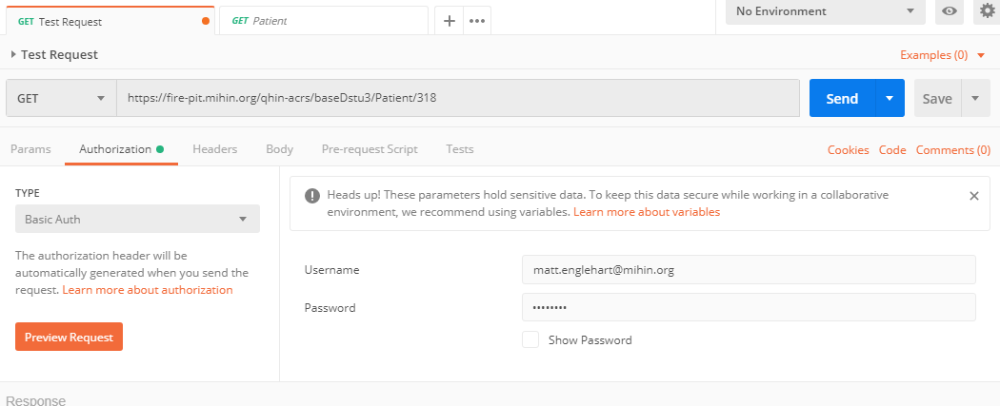 GET Test Request
GET Patient
No Environment
Test Request
Examples (0)
GET
https://fire-pit.mihin.org/qhin-acrs/baseDstu3/Patient/318
Send
Save
Params
Authorization
Headers
Body
Pre-request Script
Tests
Cookies
Code
Comments (0)
TYPE
Basic Auth
The authorization header will be
automatically generated when you send the
request. Learn more about authorization
Preview Request
Heads up! These parameters hold sensitive data. To keep this data secure while working in a collaborative
environment, we recommend using variables. Learn more about variables
Username
matt.englehart@mihin.org
Password
••••••••
Show Password
Response